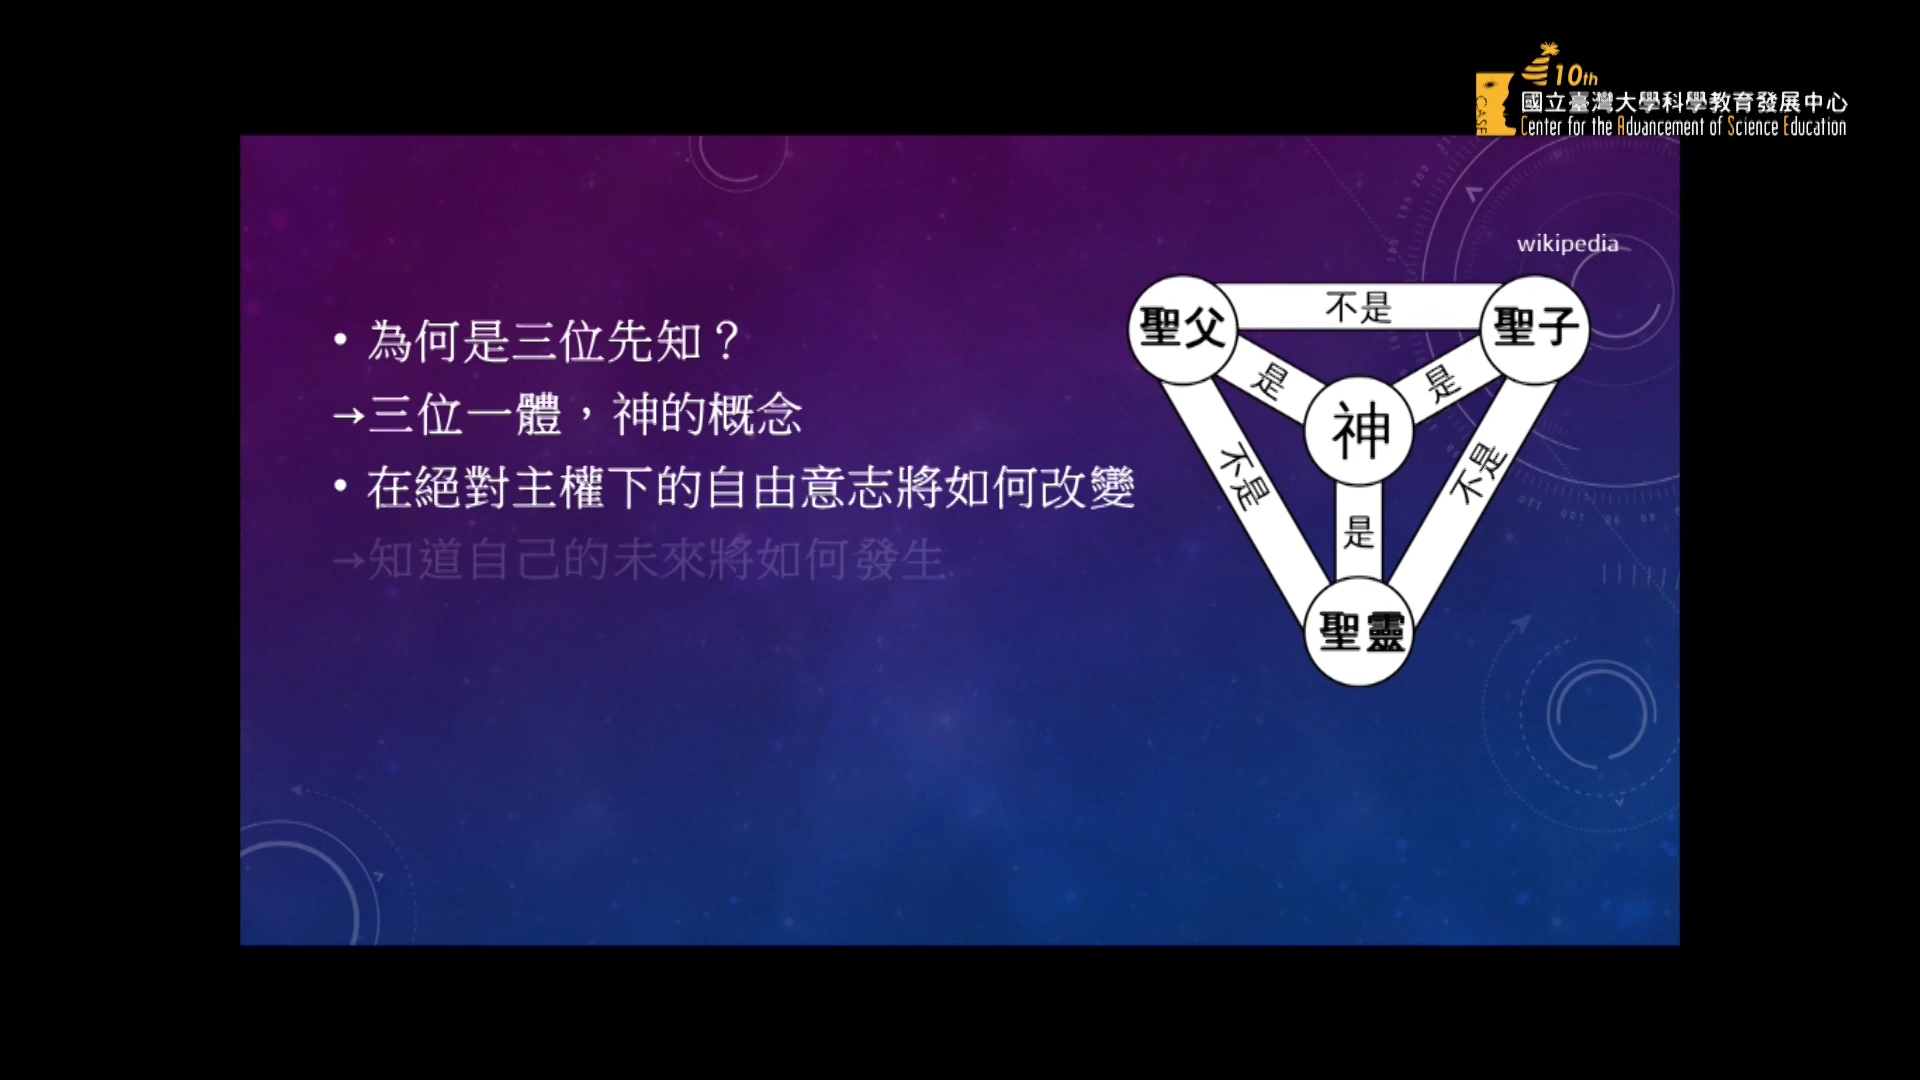 10th
CASE
國立臺灣大學科學教育發展中心
Center for the Advancement of Science Education
wikipedia
• 為何是三位先知？
→三位一體，神的概念
• 在絕對主權下的自由意志將如何改變
→知道自己的未來將如何發生
聖父
不是
聖子
是
是
神
不是
不是
是
聖靈